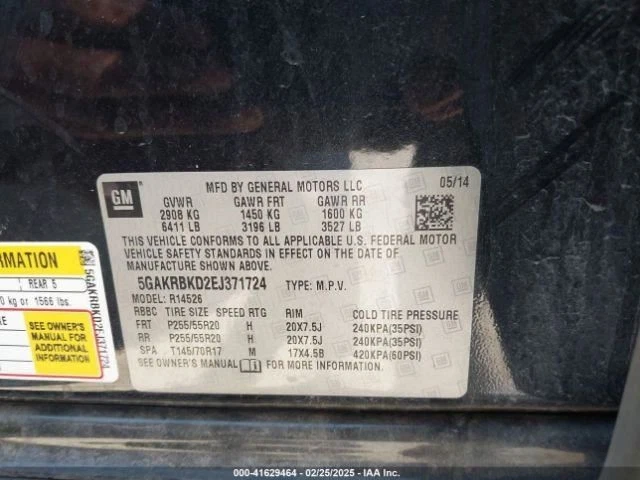 GM
MFD BY GENERAL MOTORS LLC 05/14
GVWR GAWR FRT GAWR RR
2908 KG 1450 KG 1600 KG
6411 LB 3196 LB 3527 LB
THIS VEHICLE CONFORMS TO ALL APPLICABLE U.S. FEDERAL MOTOR
VEHICLE SAFETY STANDARDS IN EFFECT ON THE DATE OF
MANUFACTURE SHOWN ABOVE.
5GAKRBKD2EJ371724 TYPE: M.P.V.
MODEL: R14526
RBBC TIRE SIZE SPEED RTG RIM COLD TIRE PRESSURE
FRT P255/55R20 H 20X7.5J 240KPA(35PSI)
RR P255/55R20 H 20X7.5J 240KPA(35PSI)
SPA T145/70R17 M 17X4.5B 420KPA(60PSI)
SEE OWNER'S MANUAL FOR MORE INFORMATION.
REAR 5
kg or 1566 lbs.
SEE OWNER'S
MANUAL FOR
ADDITIONAL
INFORMATION
5GAKRBKD2EJ371724
000-41629464 - 02/25/2025 - IAA Inc.